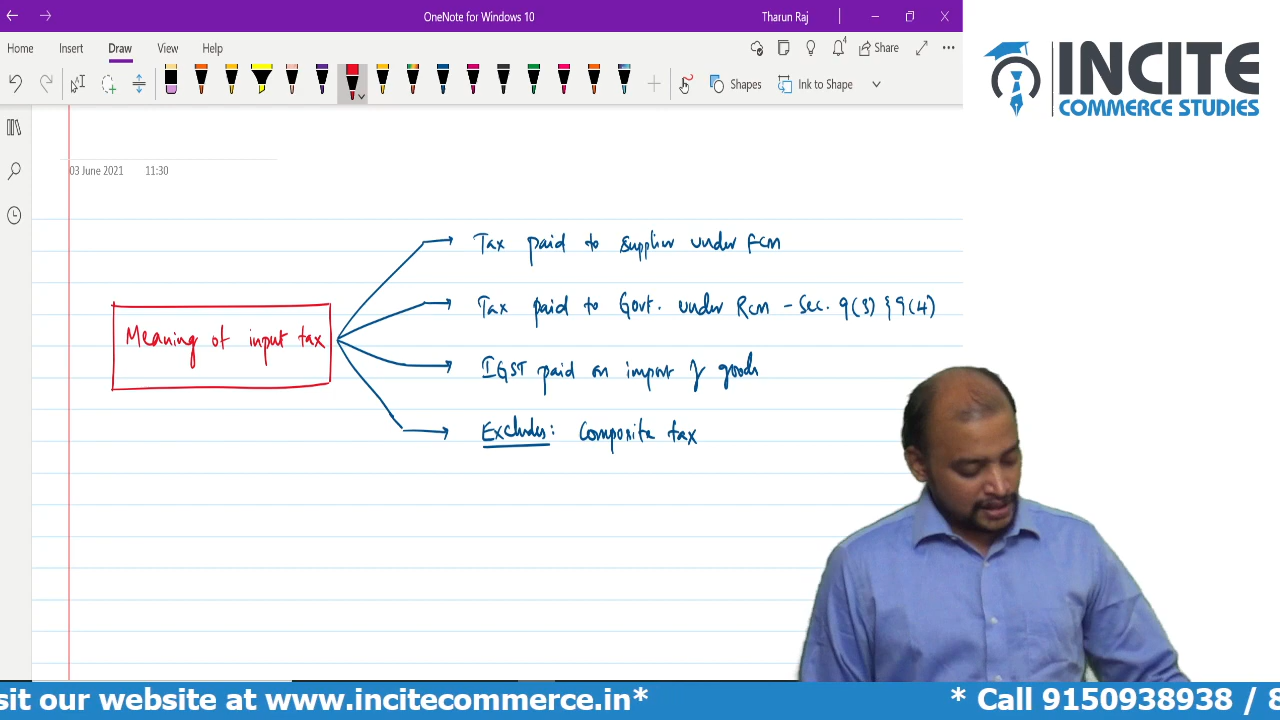 OneNote for Windows 10
Tharun Raj
Home Insert Draw View Help
4
Share
Shapes
Ink to Shape
INCITE
COMMERCE STUDIES
03 June 2021 11:30
Meaning of input tax
Tax paid to supplier under FCM
Tax paid to Govt. under RCM - Sec. 9(3) & 9(4)
IGST paid on import of goods
Excludes: Composite tax
sit our website at www.incitecommerce.in*
* Call 9150938938 / 8